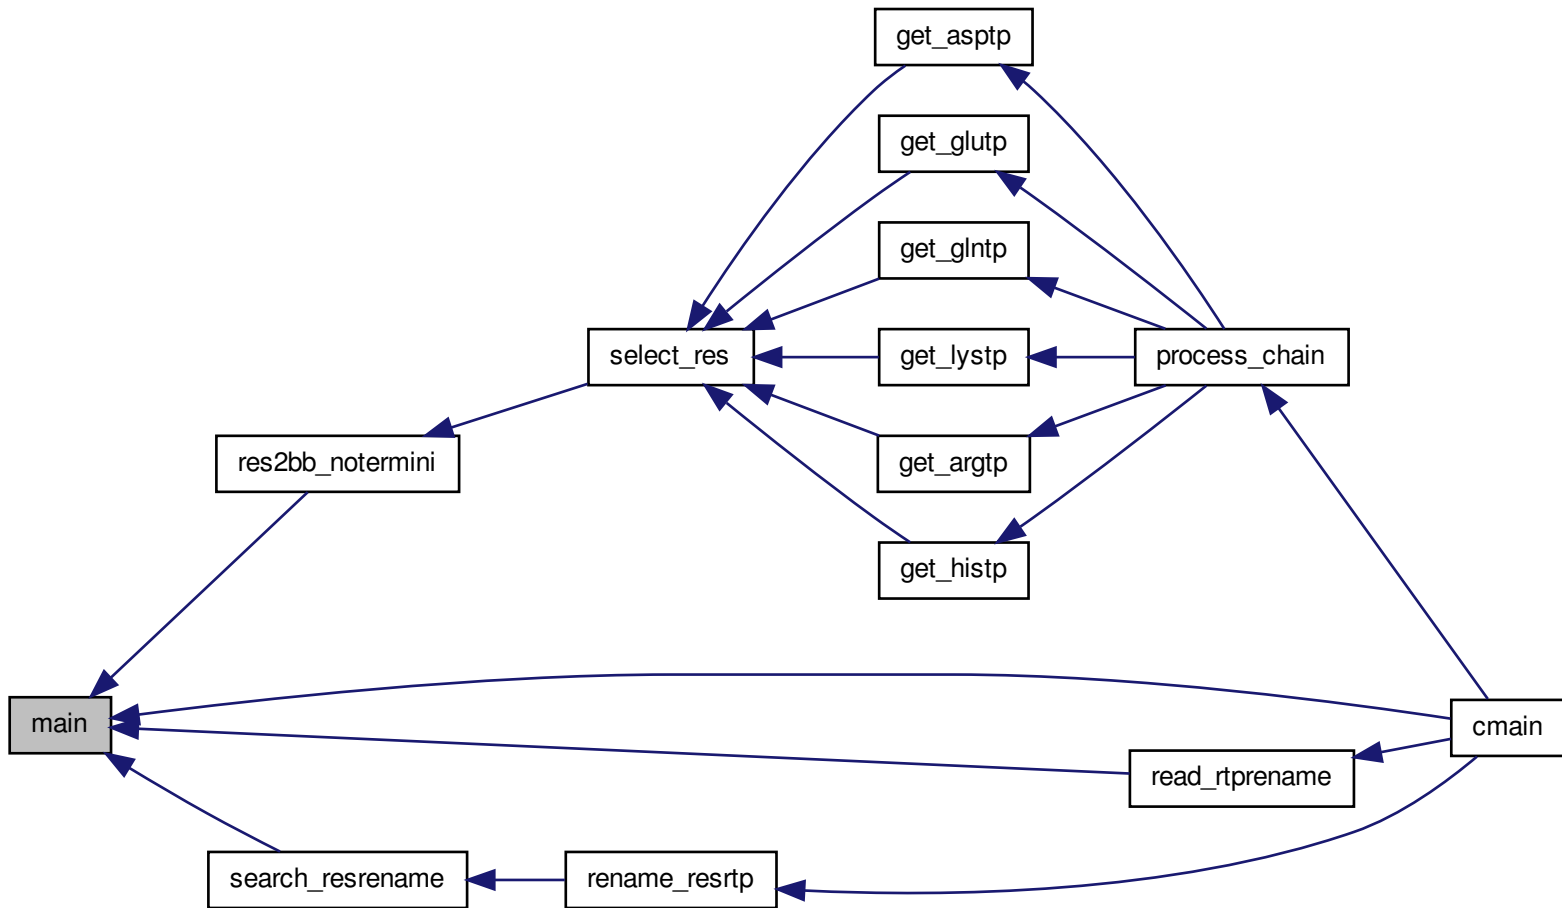 get_asptp
get_glutp
get_glntp
select_res
get_lystp
process_chain
res2bb_notermini
get_argtp
get_histp
main
cmain
read_rtprename
search_resrename
rename_resrtp